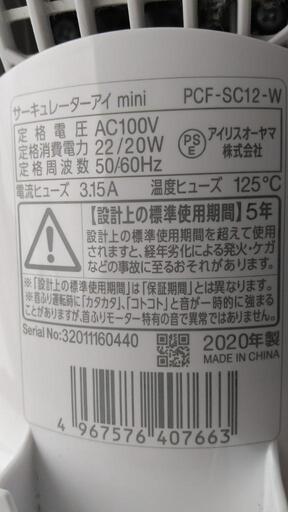 サーキュレーターアイ mini PCF-SC12-W
定格電圧 AC100V
定格消費電力 22/20W
定格周波数 50/60Hz
PS
E
アイリスオーヤマ
株式会社
電流ヒューズ 3.15A 温度ヒューズ 125℃
【設計上の標準使用期間】5年
設計上の標準使用期間を超えて使用
されますと、経年劣化による発火・ケガ
などの事故に至るおそれがあります。
※「設計上の標準使用期間」は「保証期間」とは異なります。
※首ふり運転時に「カタカタ」、「コトコト」と音が一時的に強まる
ことがありますが、首ふりモーター特有の音で異常ではありません。
Serial No:32011160440
2020年製
MADE IN CHINA
4 967576 407663